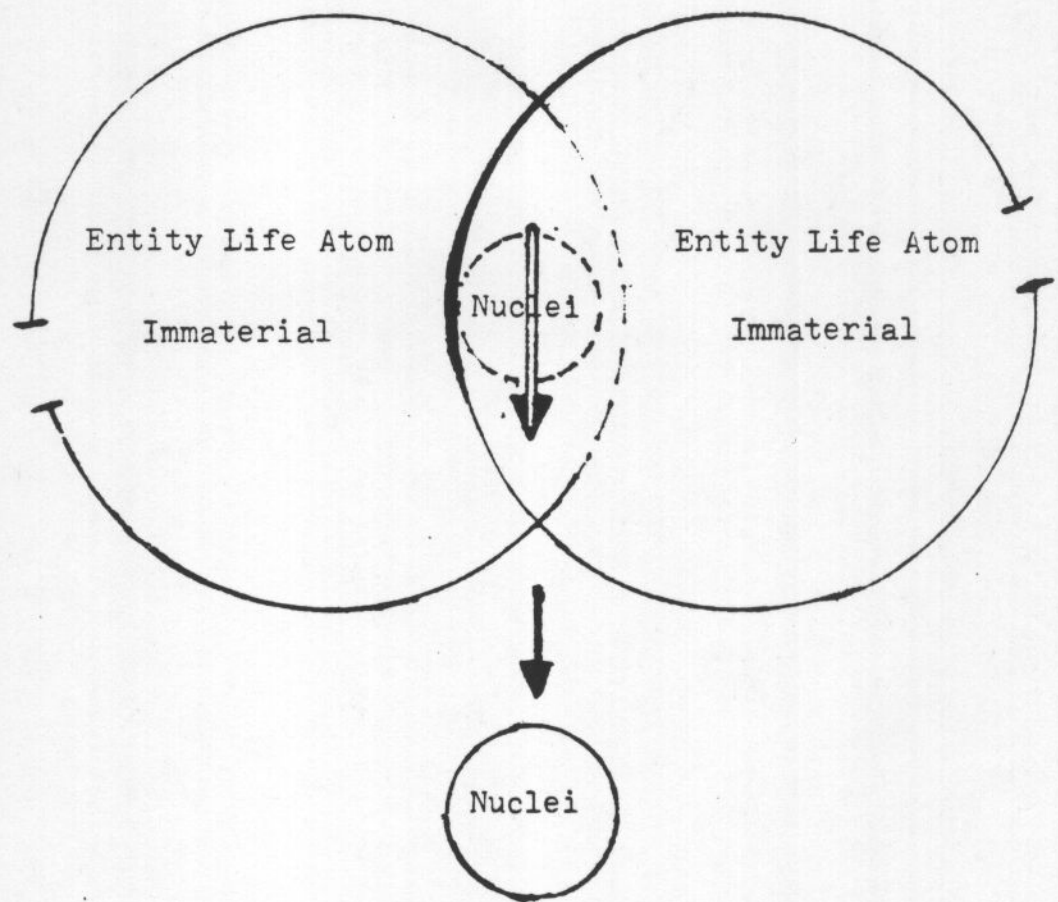 Entity Life Atom
Immaterial
Nuclei
Entity Life Atom
Immaterial
Nuclei